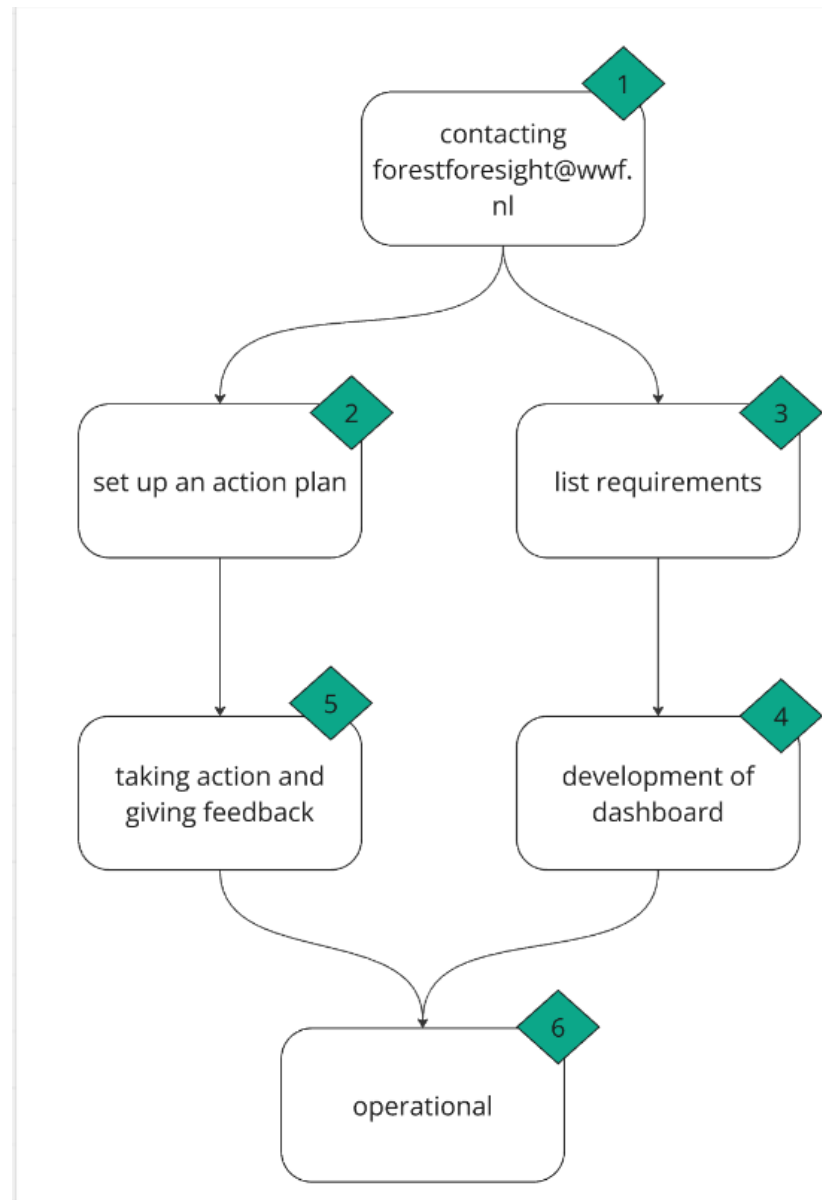 1
contacting
forestforesight@wwf.
nl
2
set up an action plan
3
list requirements
5
taking action and
giving feedback
4
development of
dashboard
6
operational